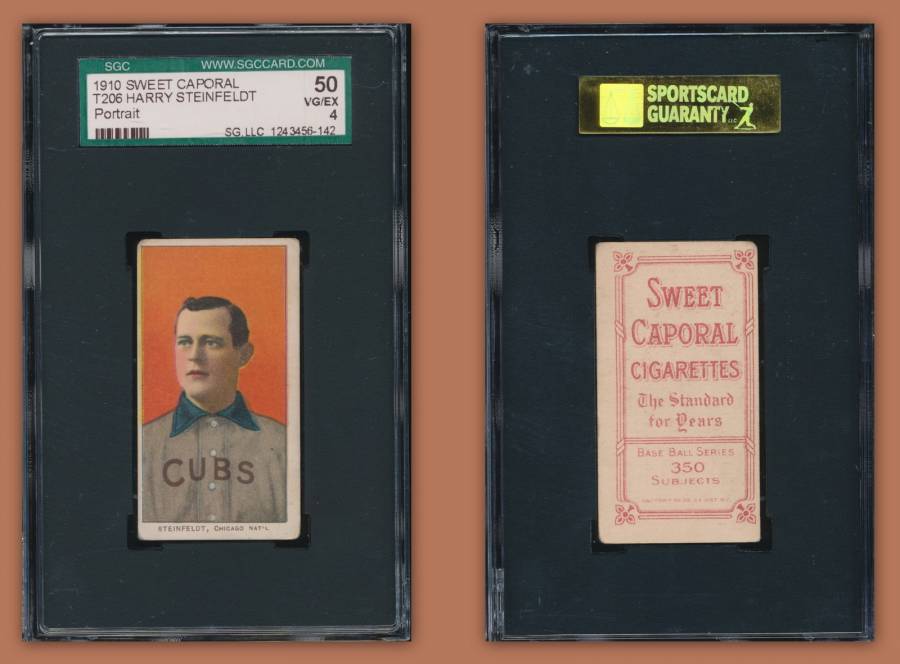 SGC WWW.SGCCARD.COM
1910 SWEET CAPORAL 50
T206 HARRY STEINFELDT VG/EX
Portrait 4
SG, LLC 1243456-142
CUBS
STEINFELDT, CHICAGO NAT'L
SPORTSCARD
GUARANTY LLC
SWEET
CAPORAL
CIGARETTES
The Standard
for Years
BASE BALL SERIES
350
SUBJECTS